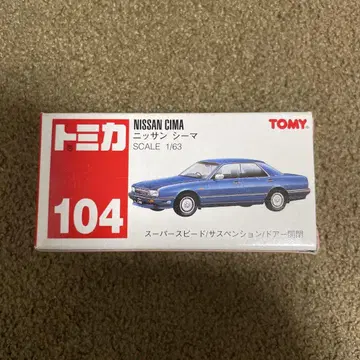 トミカ
104
NISSAN CIMA
ニッサン シーマ
SCALE 1/63
TOMY
スーパースピード/サスペンション/ドアー開閉